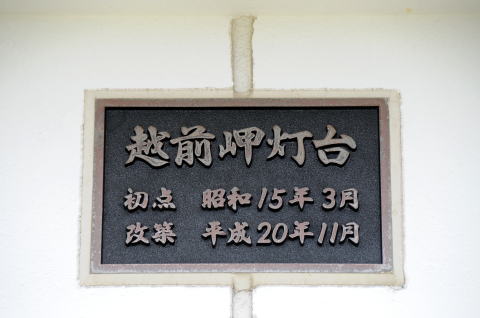 越前岬灯台
初点 昭和15年3月
改築 平成20年11月